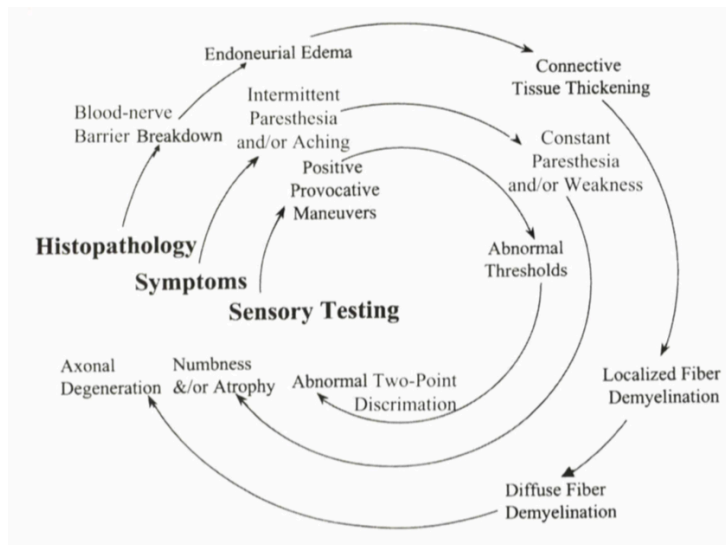 Endoneurial Edema
Connective
Tissue Thickening
Blood-nerve
Barrier Breakdown
Intermittent
Paresthesia
and/or Aching
Constant
Paresthesia
and/or Weakness
Positive
Provocative
Maneuvers
Histopathology
Symptoms
Sensory Testing
Abnormal
Thresholds
Axonal
Degeneration
Numbness
&/or Atrophy
Abnormal Two-Point
Discrimation
Localized Fiber
Demyelination
Diffuse Fiber
Demyelination